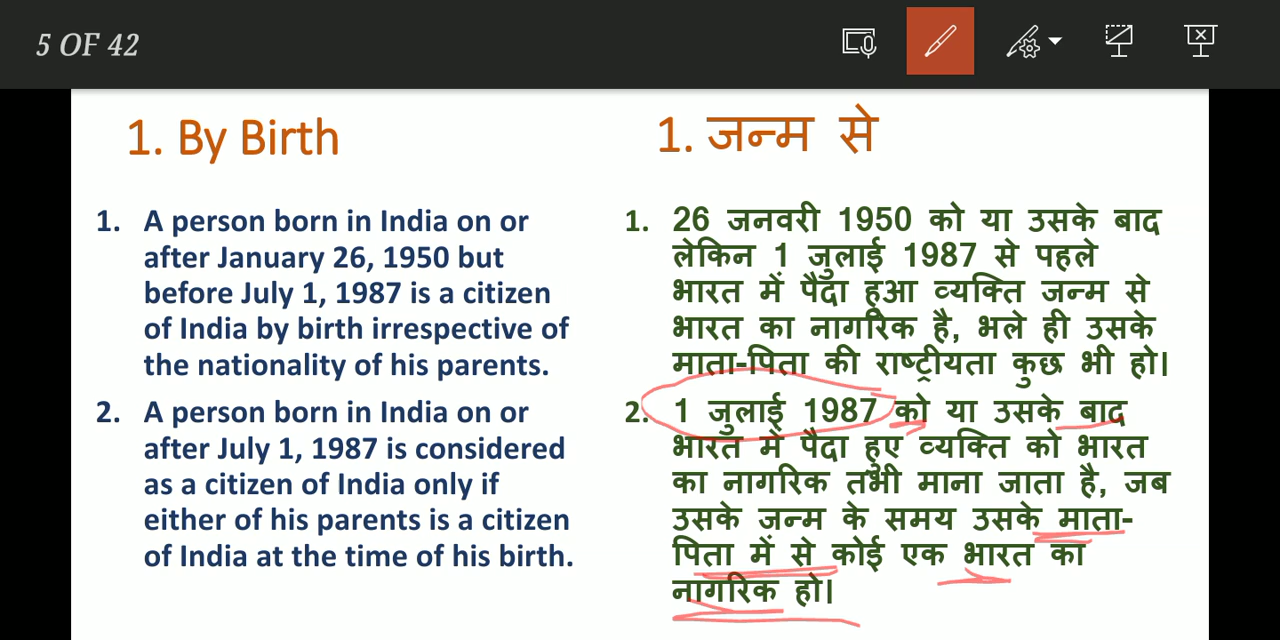 5 OF 42
1. By Birth
1. A person born in India on or
after January 26, 1950 but
before July 1, 1987 is a citizen
of India by birth irrespective of
the nationality of his parents.
2. A person born in India on or
after July 1, 1987 is considered
as a citizen of India only if
either of his parents is a citizen
of India at the time of his birth.
1. जन्म से
1. 26 जनवरी 1950 को या उसके बाद
लेकिन 1 जुलाई 1987 से पहले
भारत में पैदा हुआ व्यक्ति जन्म से
भारत का नागरिक है, भले ही उसके
माता-पिता की राष्ट्रीयता कुछ भी हो।
2. 1 जुलाई 1987 को या उसके बाद
भारत में पैदा हुए व्यक्ति को भारत
का नागरिक तभी माना जाता है, जब
उसके जन्म के समय उसके माता-
पिता में से कोई एक भारत का
नागरिक हो।